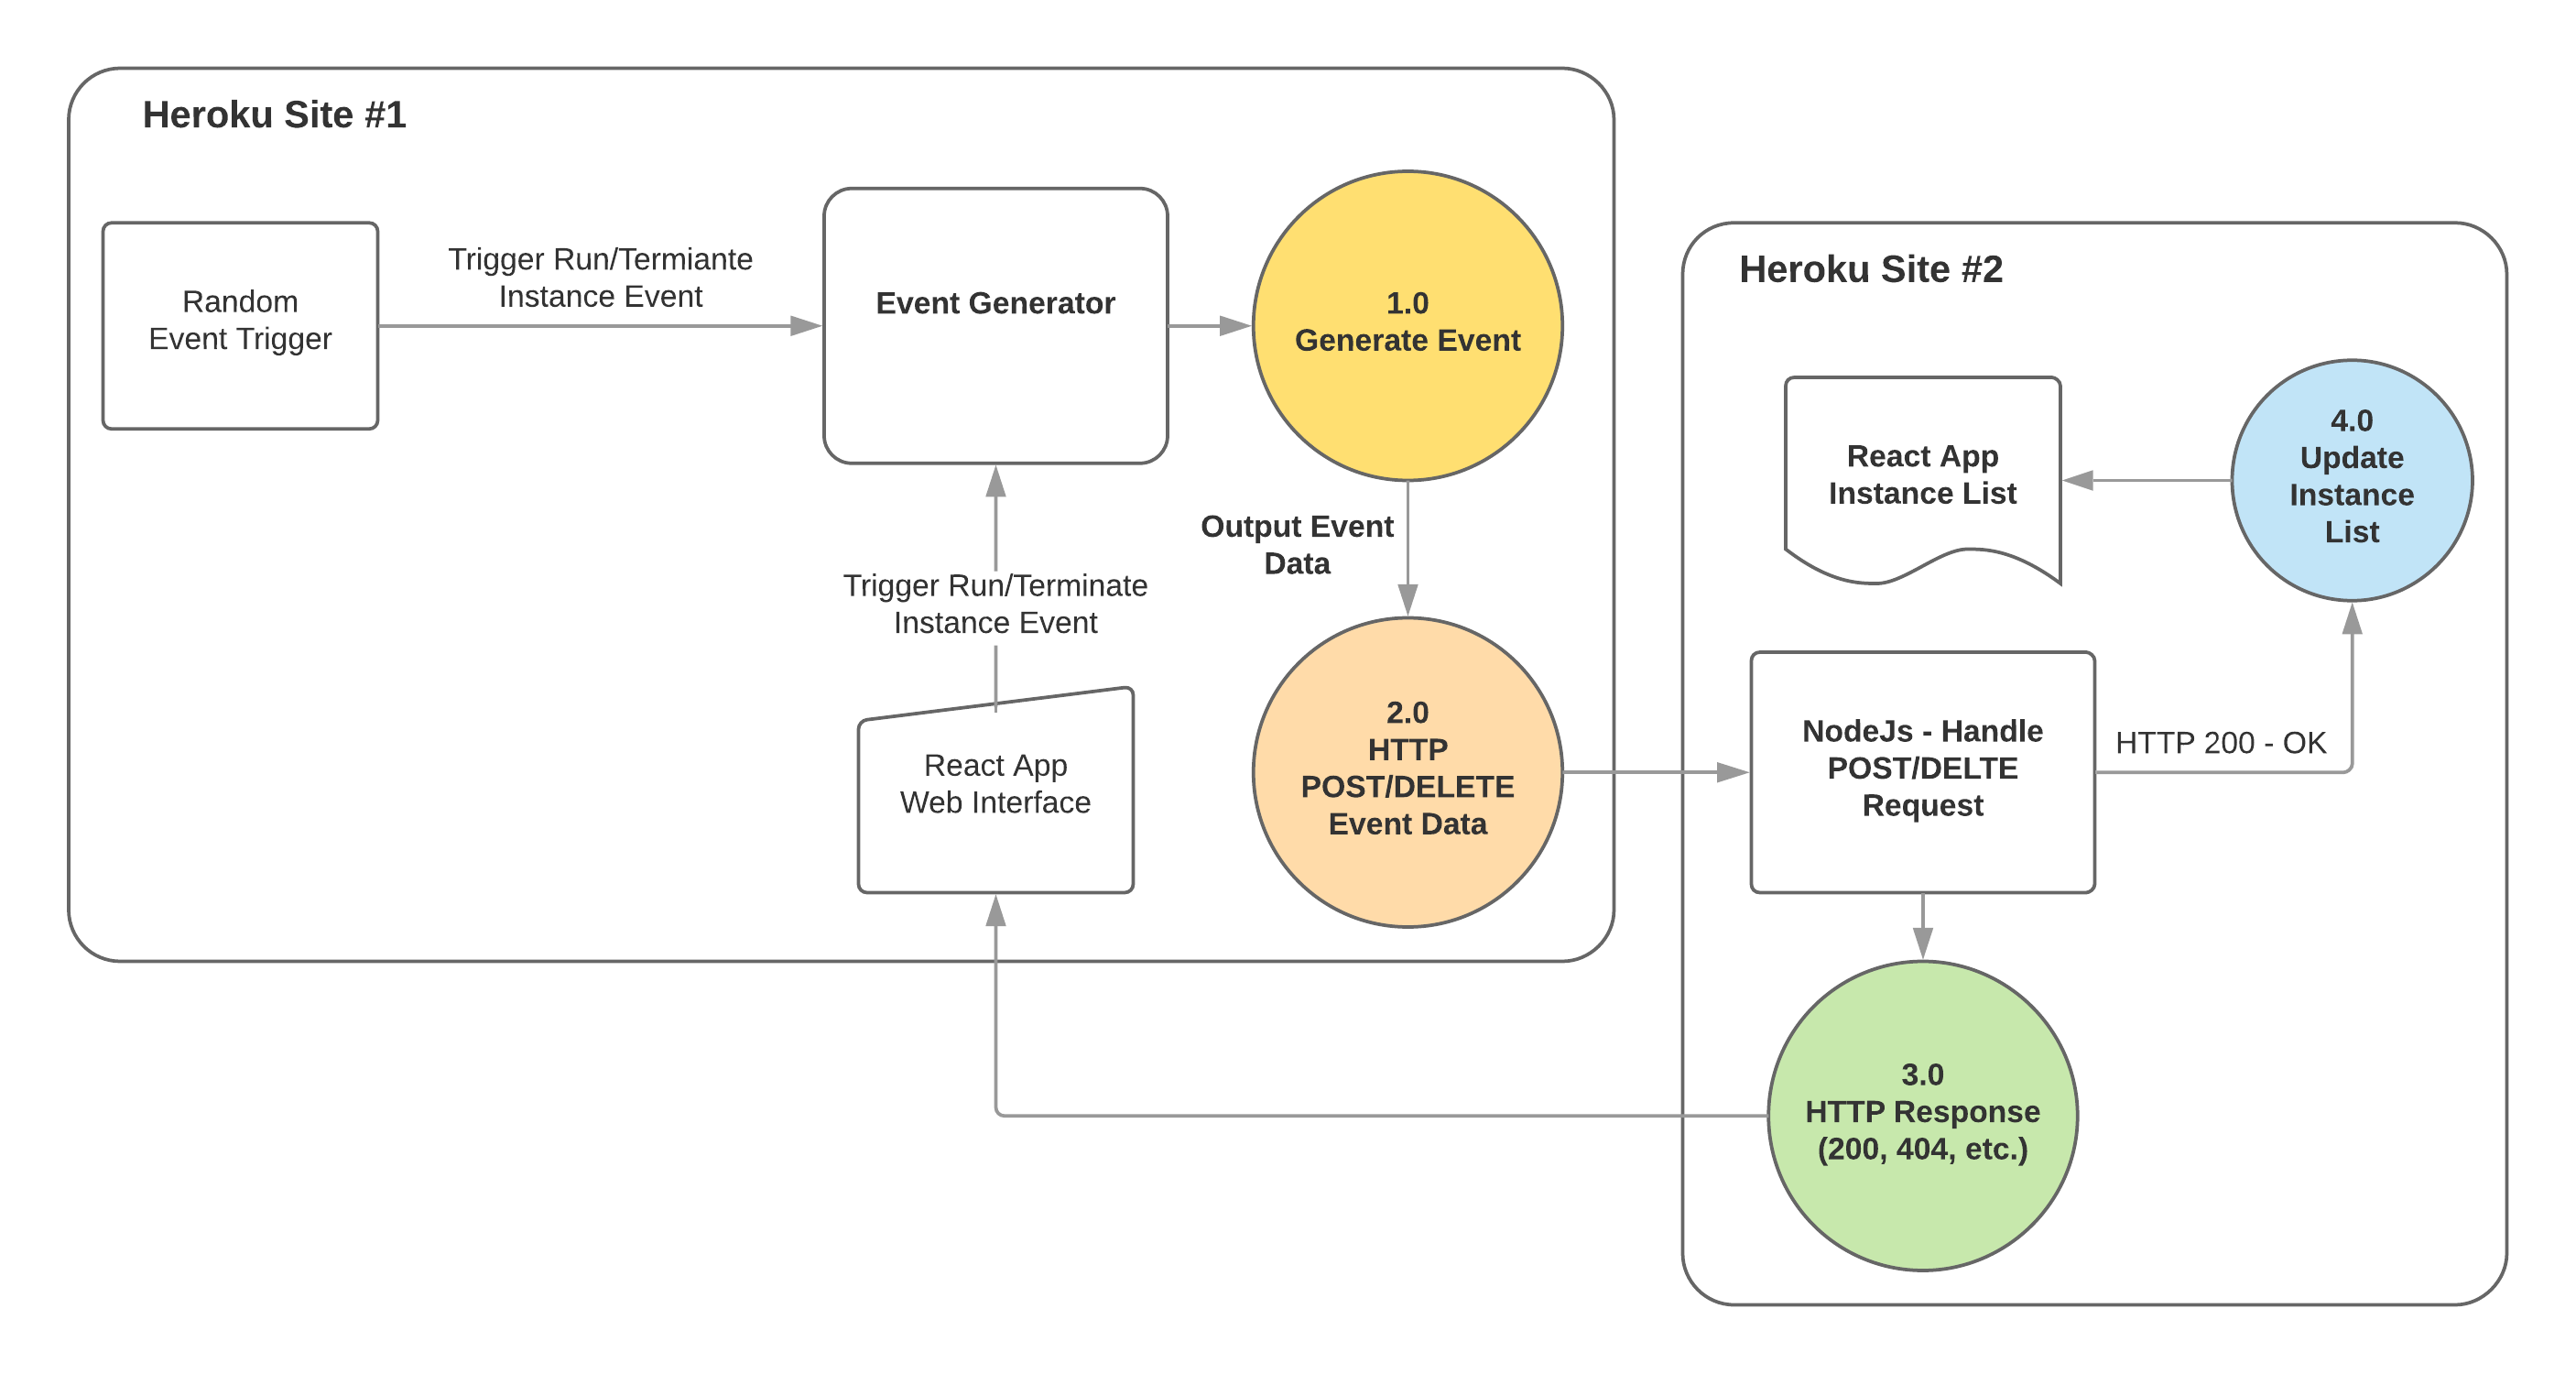 Heroku Site #1
Random
Event Trigger
Trigger Run/Termiante
Instance Event
Event Generator
1.0
Generate Event
Output Event
Data
Trigger Run/Terminate
Instance Event
React App
Web Interface
2.0
HTTP
POST/DELETE
Event Data
Heroku Site #2
React App
Instance List
4.0
Update
Instance
List
NodeJs - Handle
POST/DELTE
Request
HTTP 200 - OK
3.0
HTTP Response
(200, 404, etc.)